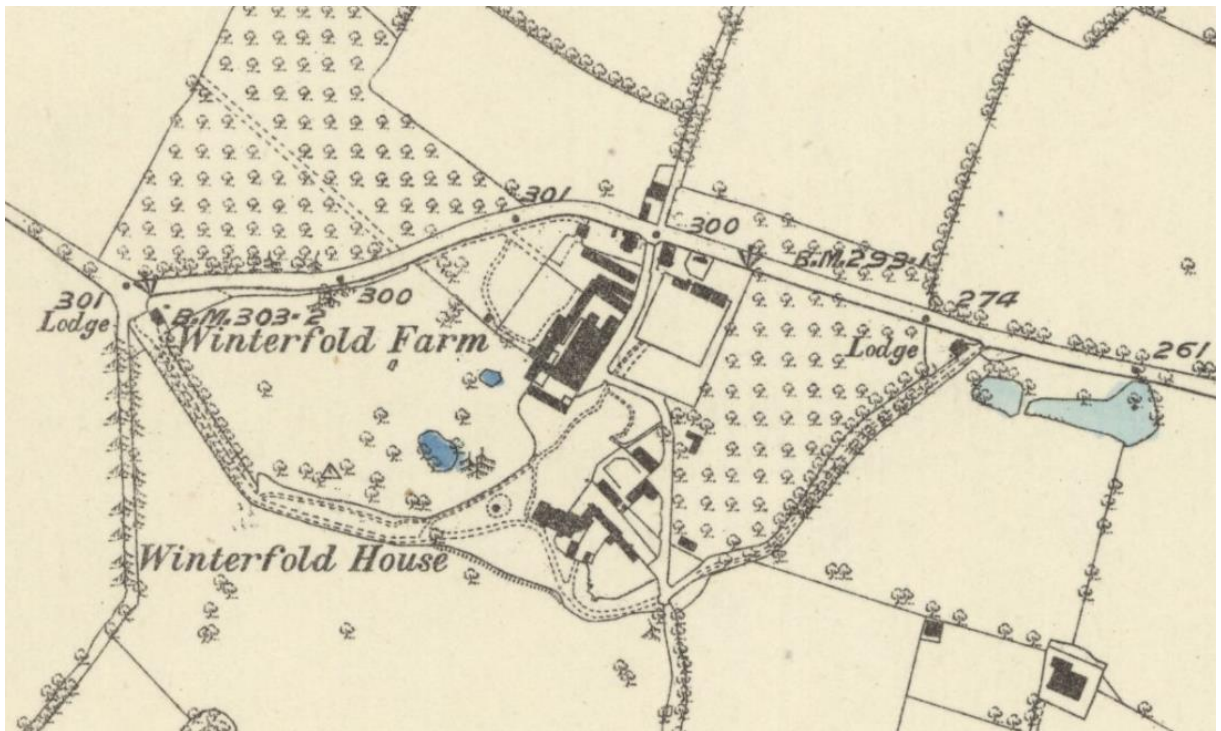 301
300
B.M.293·1
301
300
274
Lodge
B.M.303·2
Winterfold Farm
Lodge
261
Winterfold House